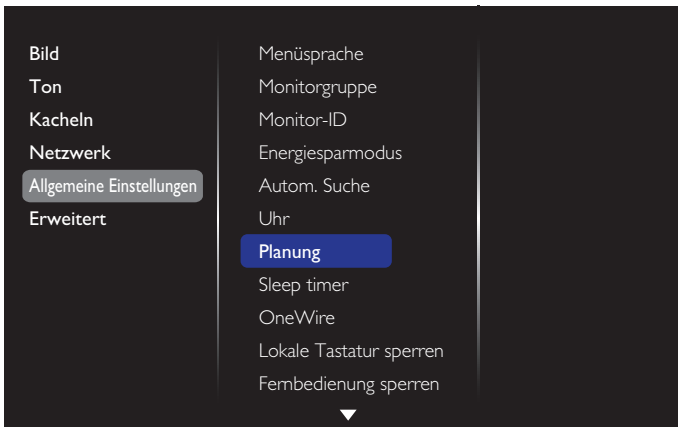 Bild
Ton
Kacheln
Netzwerk
Allgemeine Einstellungen
Erweitert
Menüsprache
Monitorgruppe
Monitor-ID
Energiesparmodus
Autom. Suche
Uhr
Planung
Sleep timer
OneWire
Lokale Tastatur sperren
Fernbedienung sperren